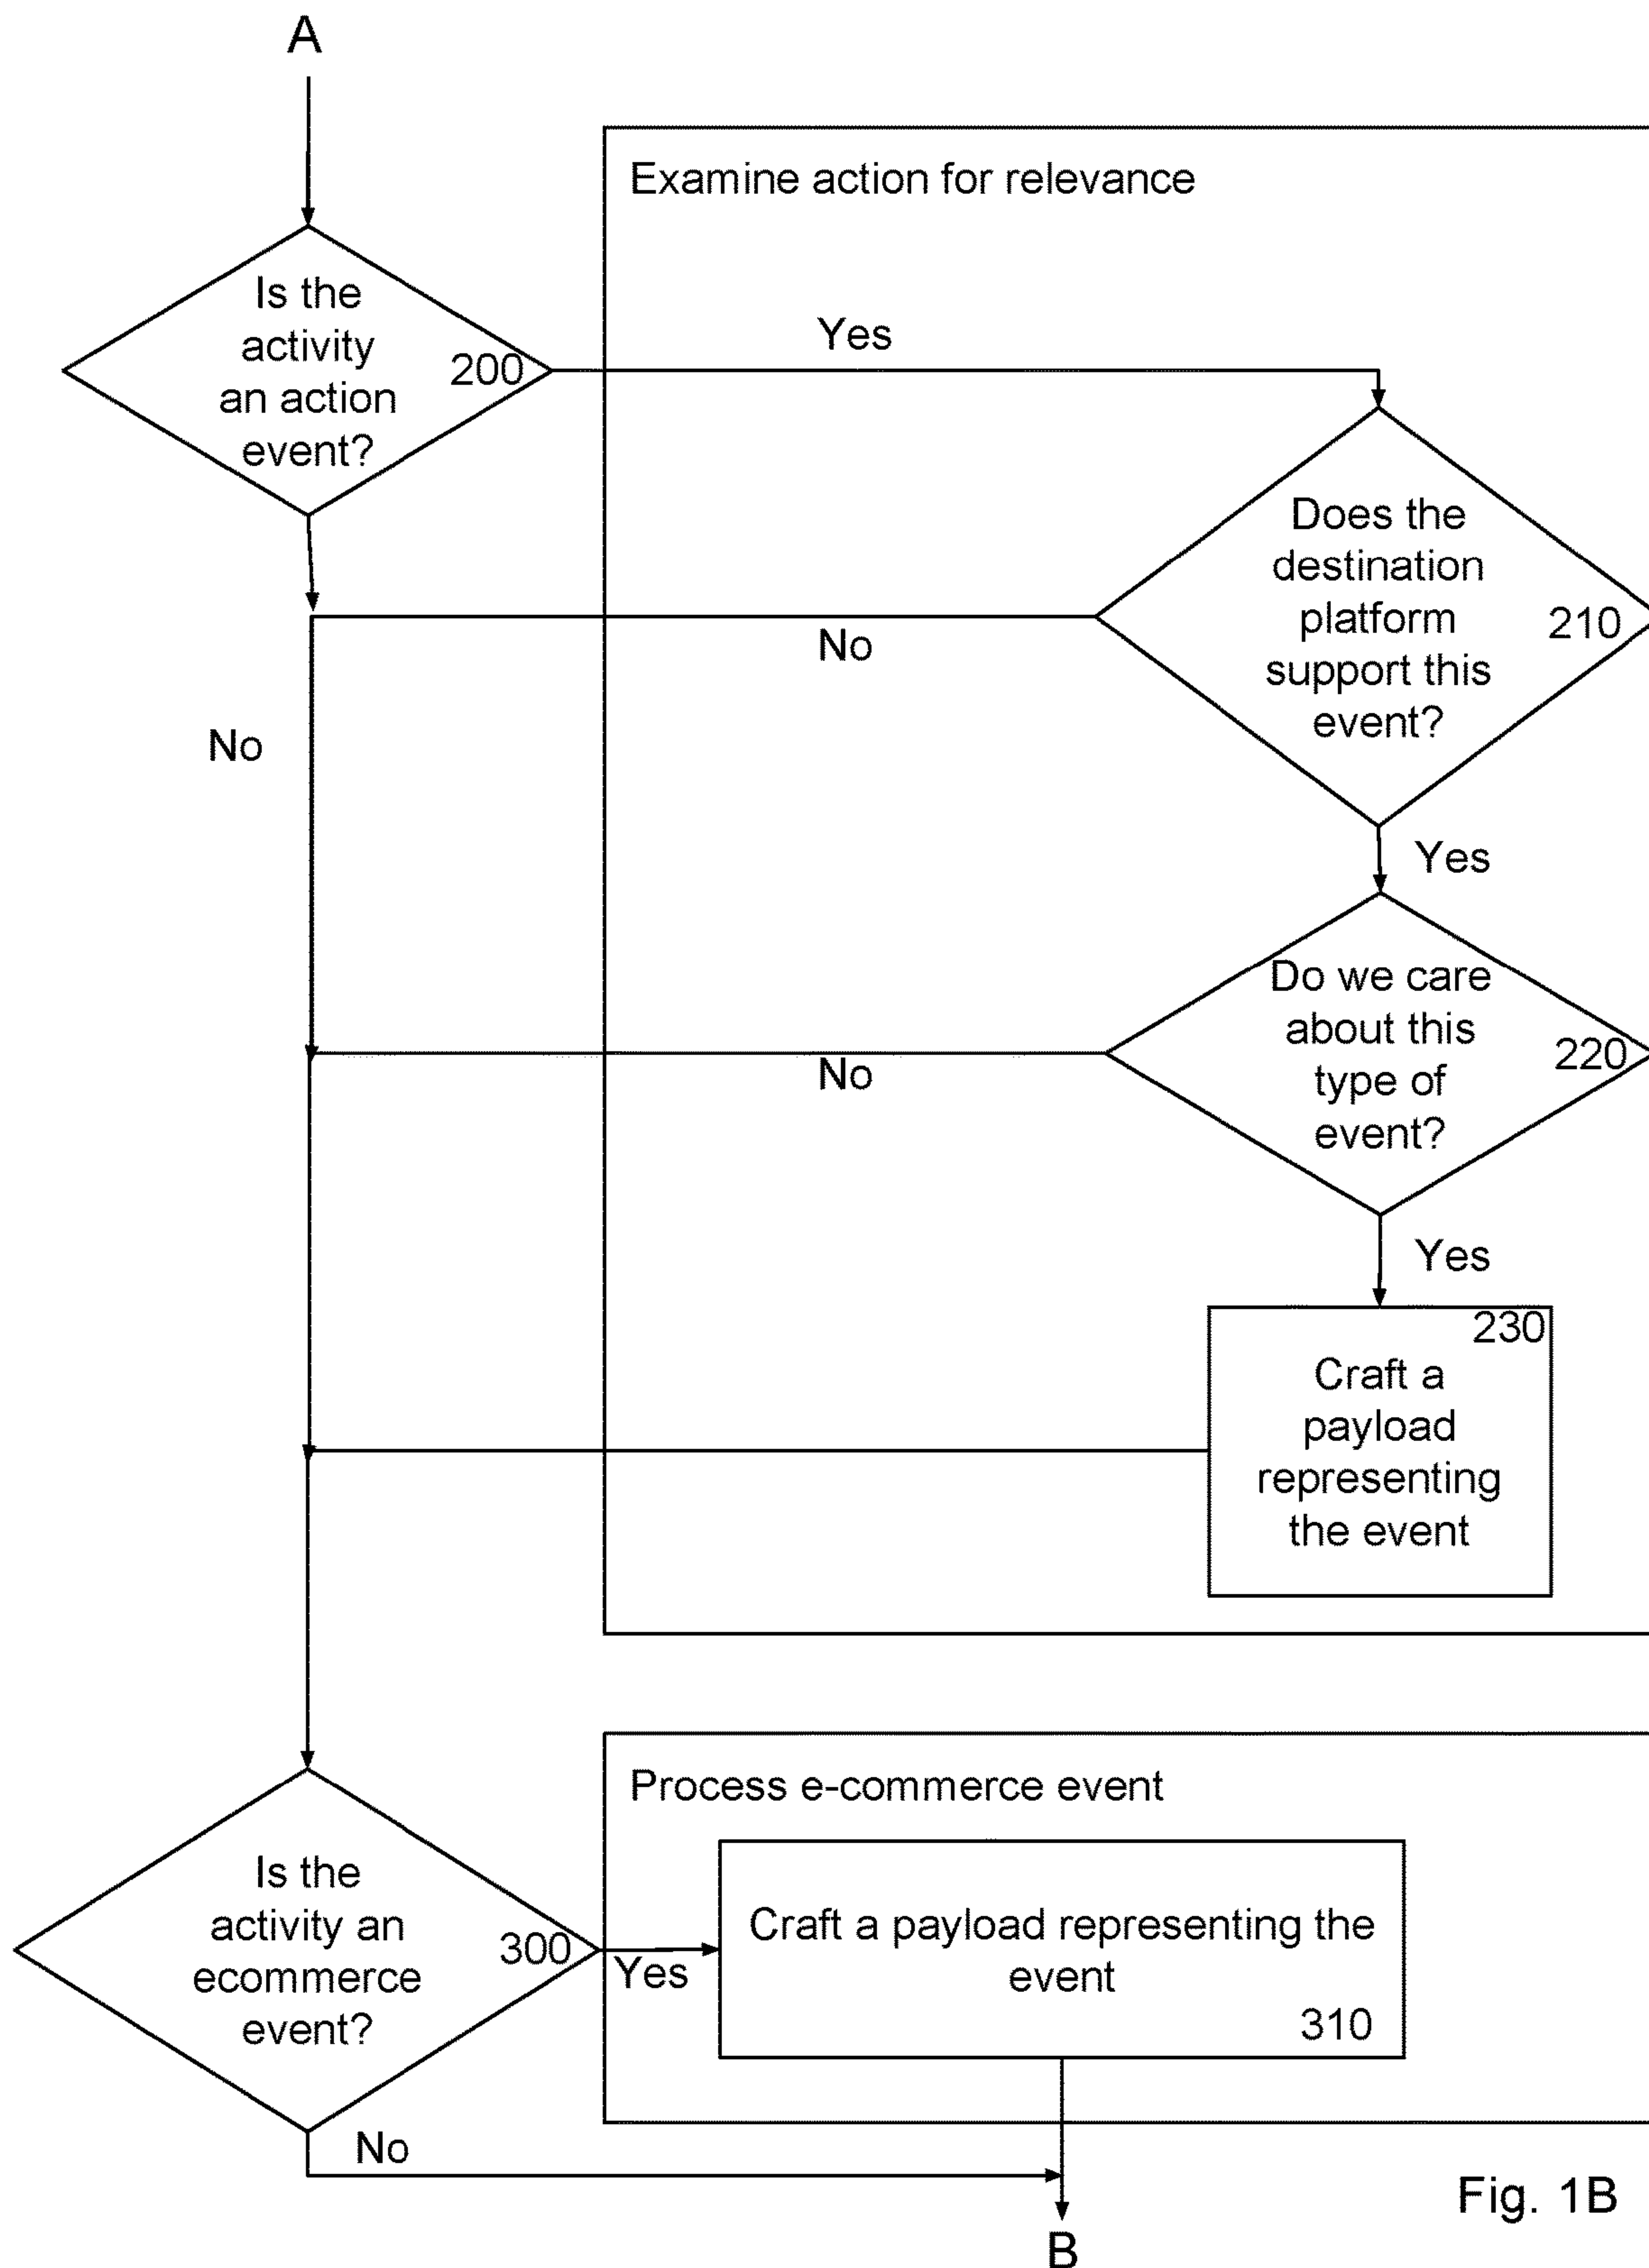 A
Examine action for relevance
Is the
activity
an action
event?
200
Yes
Does the
destination
platform
support this
event?
210
No
No
Yes
Do we care
about this
type of
event?
220
No
Yes
230
Craft a
payload
representing
the event
Process e-commerce event
Is the
activity an
ecommerce
event?
300
Yes
Craft a payload representing the
event
310
No
Fig. 1B
B